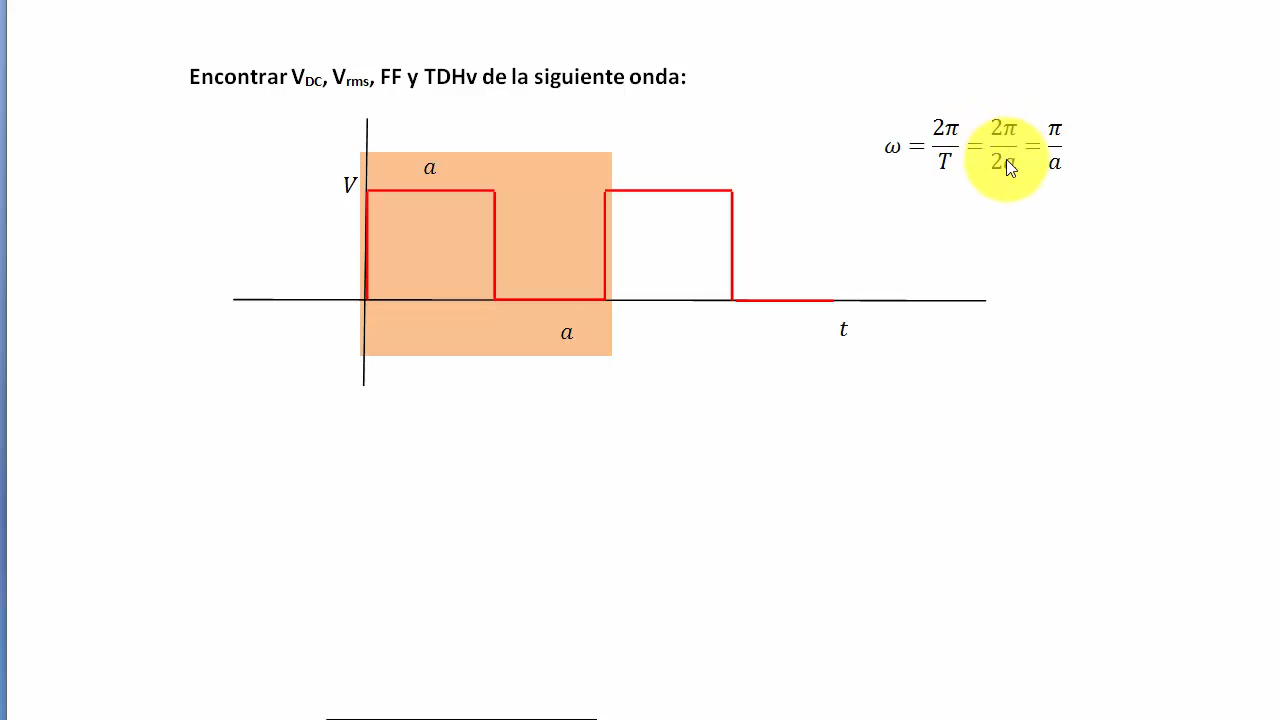 Encontrar V_DC, V_rms, FF y TDHv de la siguiente onda:
ω = 2π/T = 2π/2a = π/a
a
V
a
t